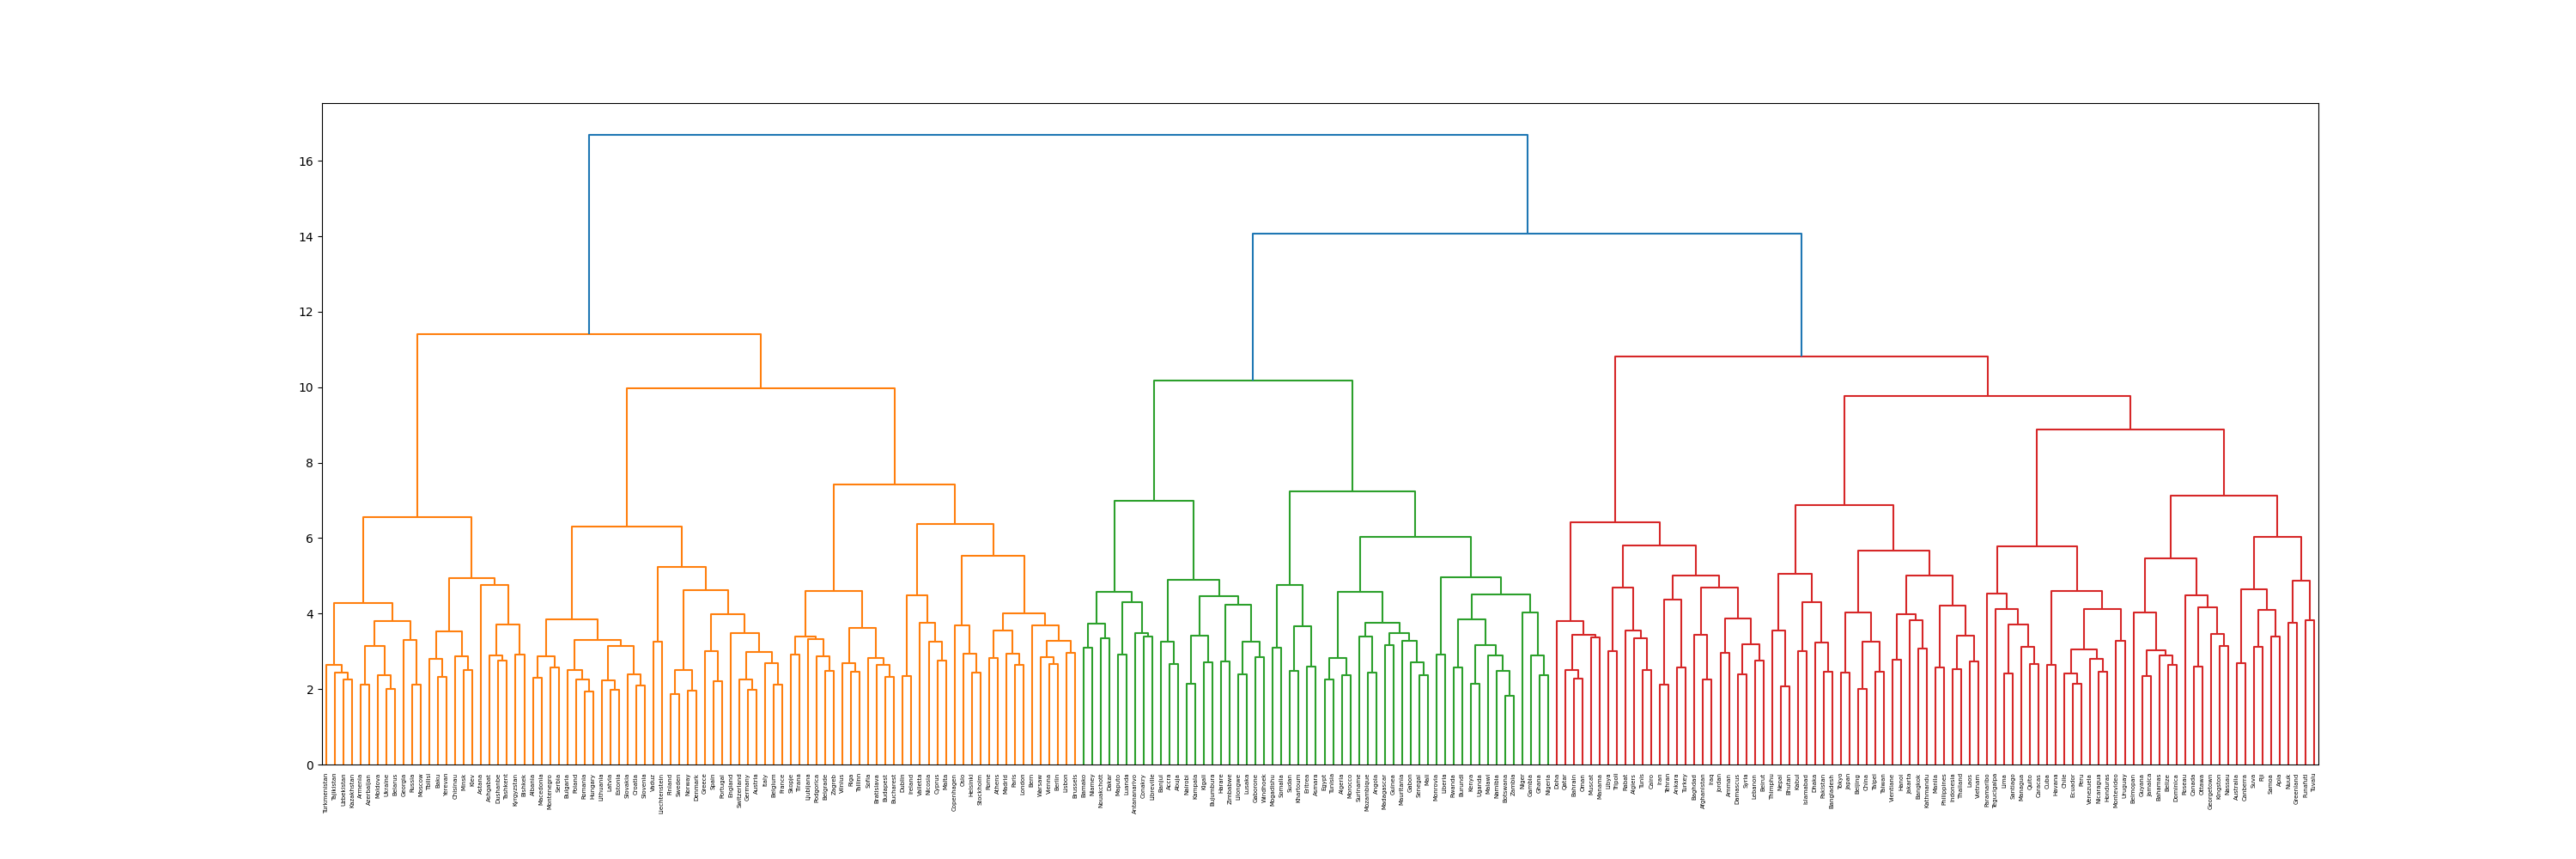 16
14
12
10
8
6
4
2
0
Turkmenistan
Tajikistan
Uzbekistan
Kazakhstan
Armenia
Azerbaijan
Moldova
Ukraine
Belarus
Georgia
Russia
Moscow
Tbilisi
Baku
Yerevan
Chisinau
Minsk
Kiev
Astana
Ashgabat
Dushanbe
Tashkent
Kyrgyzstan
Bishkek
Albania
Macedonia
Montenegro
Serbia
Bulgaria
Poland
Romania
Hungary
Lithuania
Latvia
Estonia
Slovakia
Croatia
Slovenia
Vaduz
Liechtenstein
Finland
Sweden
Norway
Denmark
Greece
Spain
Portugal
England
Switzerland
Germany
Austria
Italy
Belgium
France
Skopje
Tirana
Ljubljana
Podgorica
Belgrade
Zagreb
Vilnius
Riga
Tallinn
Sofia
Bratislava
Budapest
Bucharest
Dublin
Ireland
Valletta
Nicosia
Cyprus
Malta
Copenhagen
Oslo
Helsinki
Stockholm
Rome
Athens
Madrid
Paris
London
Bern
Warsaw
Vienna
Berlin
Lisbon
Brussels
Bamako
Niamey
Nouakchott
Dakar
Maputo
Luanda
Antananarivo
Conakry
Libreville
Banjul
Accra
Abuja
Nairobi
Kampala
Kigali
Bujumbura
Harare
Zimbabwe
Lilongwe
Lusaka
Gaborone
Windhoek
Mogadishu
Somalia
Sudan
Khartoum
Eritrea
Asmara
Egypt
Tunisia
Algeria
Morocco
Suriname
Mozambique
Angola
Madagascar
Guinea
Mauritania
Gabon
Senegal
Mali
Monrovia
Liberia
Rwanda
Burundi
Kenya
Uganda
Malawi
Namibia
Botswana
Zambia
Niger
Gambia
Ghana
Nigeria
Doha
Qatar
Bahrain
Oman
Muscat
Manama
Libya
Tripoli
Rabat
Algiers
Tunis
Cairo
Iran
Tehran
Ankara
Turkey
Baghdad
Afghanistan
Iraq
Jordan
Amman
Damascus
Syria
Lebanon
Beirut
Thimphu
Nepal
Bhutan
Kabul
Islamabad
Dhaka
Pakistan
Bangladesh
Tokyo
Japan
Beijing
China
Taipei
Taiwan
Vientiane
Hanoi
Jakarta
Bangkok
Kathmandu
Manila
Philippines
Indonesia
Thailand
Laos
Vietnam
Paramaribo
Tegucigalpa
Lima
Santiago
Managua
Quito
Caracas
Cuba
Havana
Chile
Ecuador
Peru
Venezuela
Nicaragua
Honduras
Montevideo
Uruguay
Belmopan
Guyana
Jamaica
Bahamas
Belize
Dominica
Roseau
Canada
Ottawa
Georgetown
Kingston
Nassau
Australia
Canberra
Suva
Fiji
Samoa
Apia
Nuuk
Greenland
Funafuti
Tuvalu